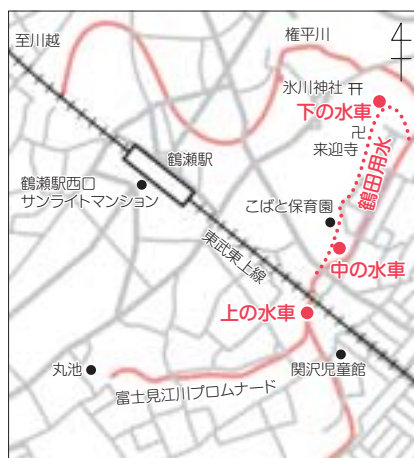 至川越
権平川
氷川神社
下の水車
来迎寺
鶴瀬駅
鶴田用水
鶴瀬駅西口
サンライトマンション
こばと保育園
東武東上線
中の水車
上の水車
丸池
関沢児童館
富士見江川プロムナード